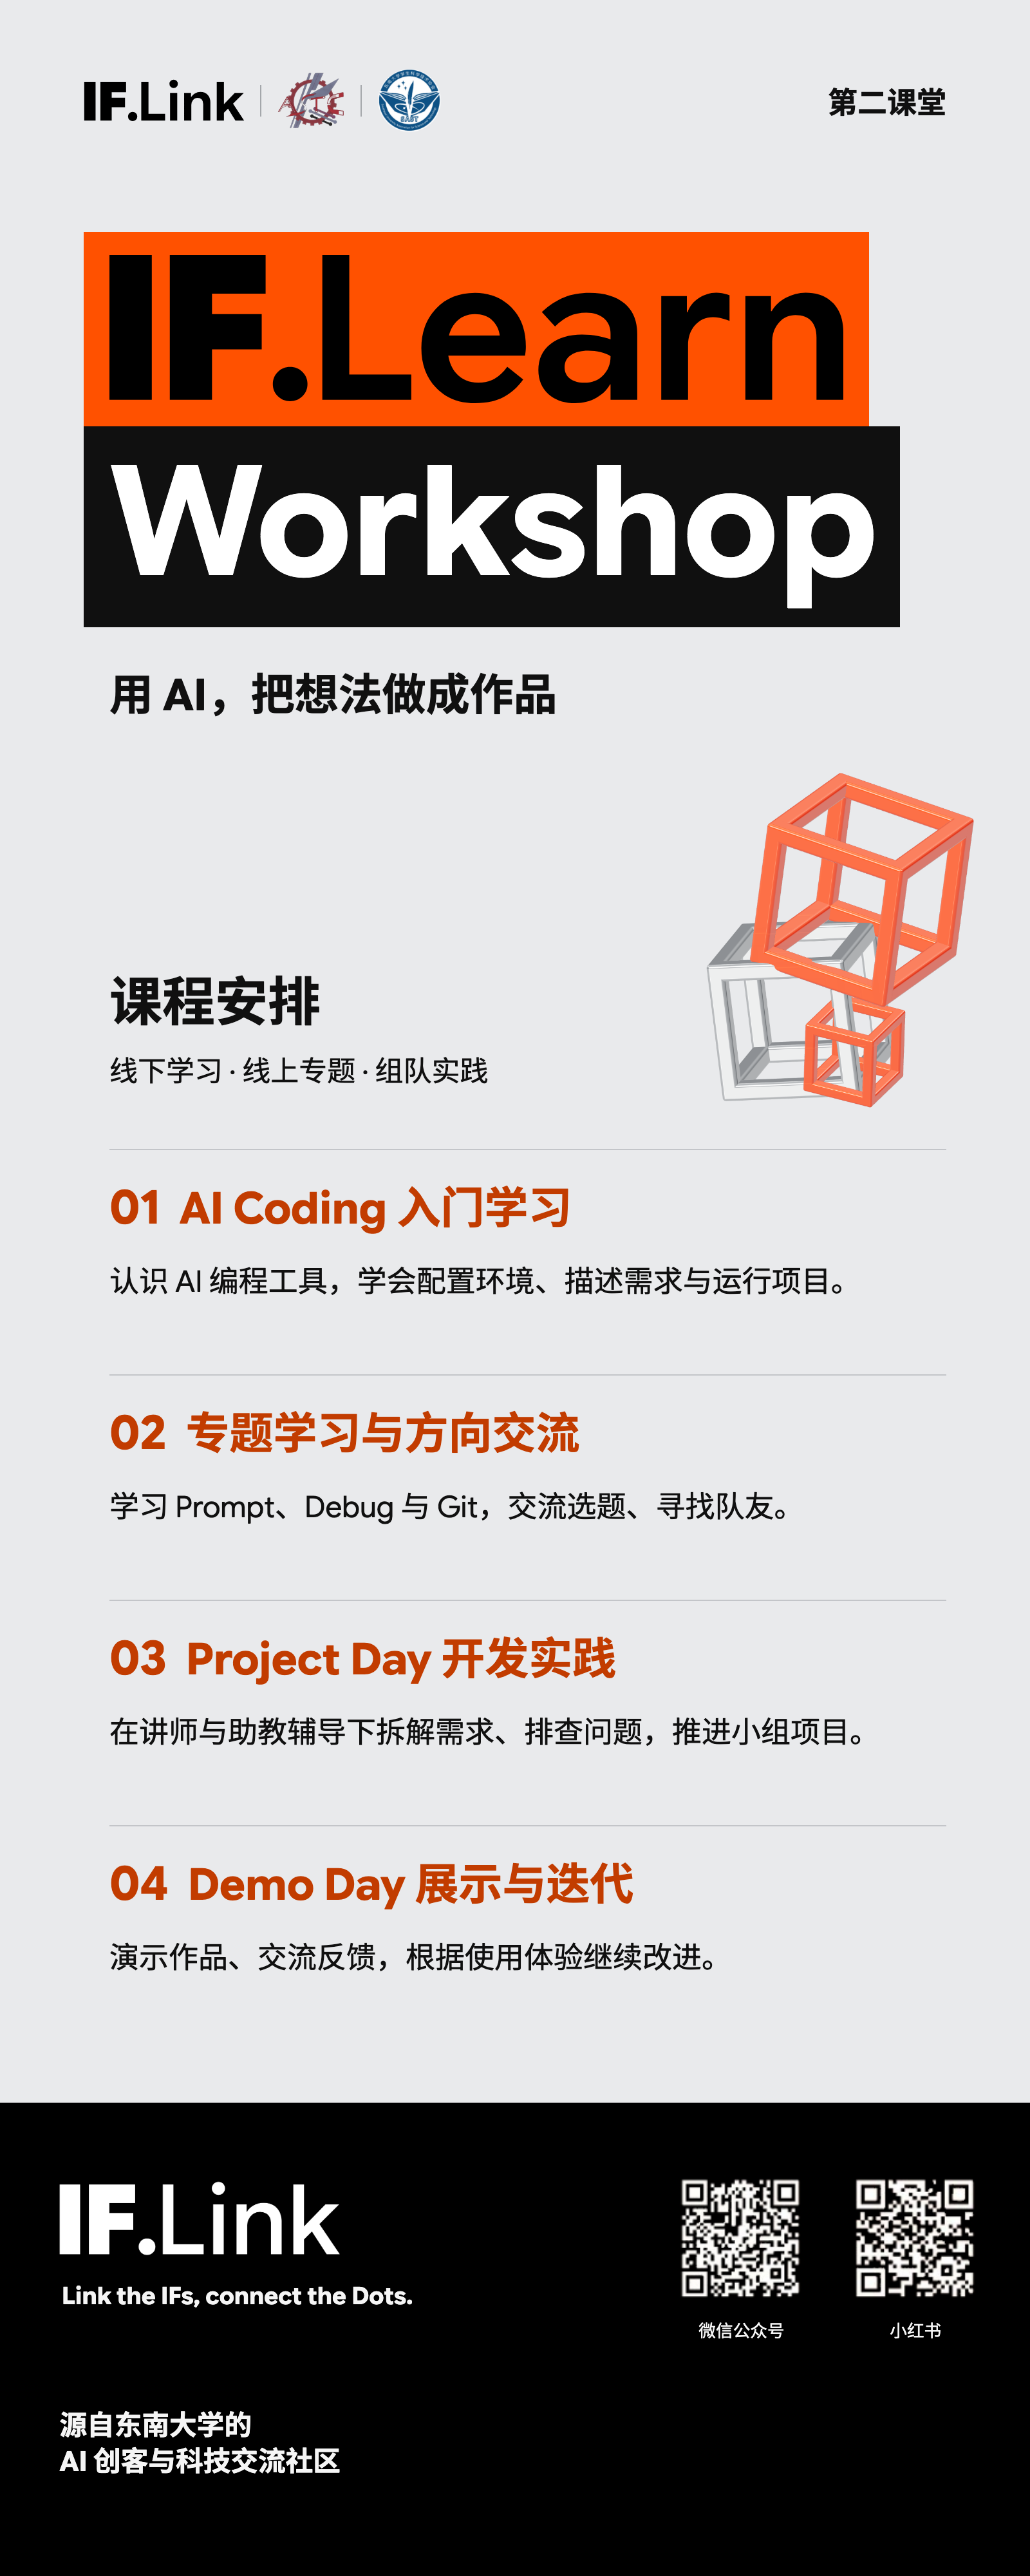 IF.Link
SAST
第二课堂
IF.Learn
Workshop
用 AI，把想法做成作品
课程安排
线下学习 · 线上专题 · 组队实践
01 AI Coding 入门学习
认识 AI 编程工具，学会配置环境、描述需求与运行项目。
02 专题学习与方向交流
学习 Prompt、Debug 与 Git，交流选题、寻找队友。
03 Project Day 开发实践
在讲师与助教辅导下拆解需求、排查问题，推进小组项目。
04 Demo Day 展示与迭代
演示作品、交流反馈，根据使用体验继续改进。
IF.Link
Link the IFs, connect the Dots.
微信公众号
小红书
源自东南大学的
AI 创客与科技交流社区